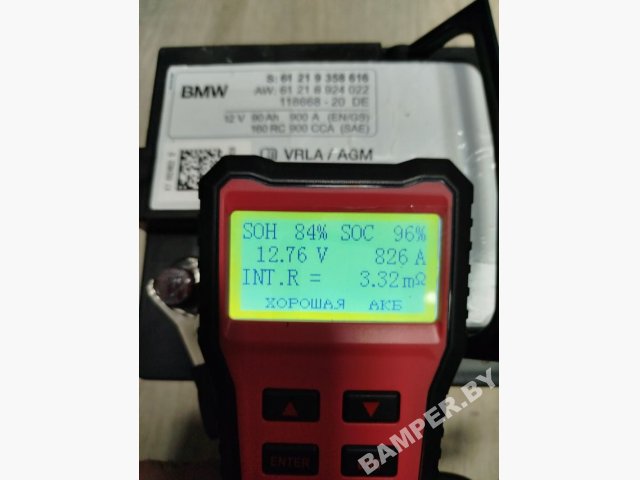 S: 61 21 9 358 616
BMW
AW: 61 21 8 924 022
118668 - 20 DE
12 V 90 Ah 900 A (EN/GS)
160 RC 900 CCA (SAE)
VRLA / AGM
SOH 84% SOC 96%
12.76 V 826 A
INT.R = 3.32 mΩ
ХОРОШАЯ АКБ
ENTER
BAMPER.BY